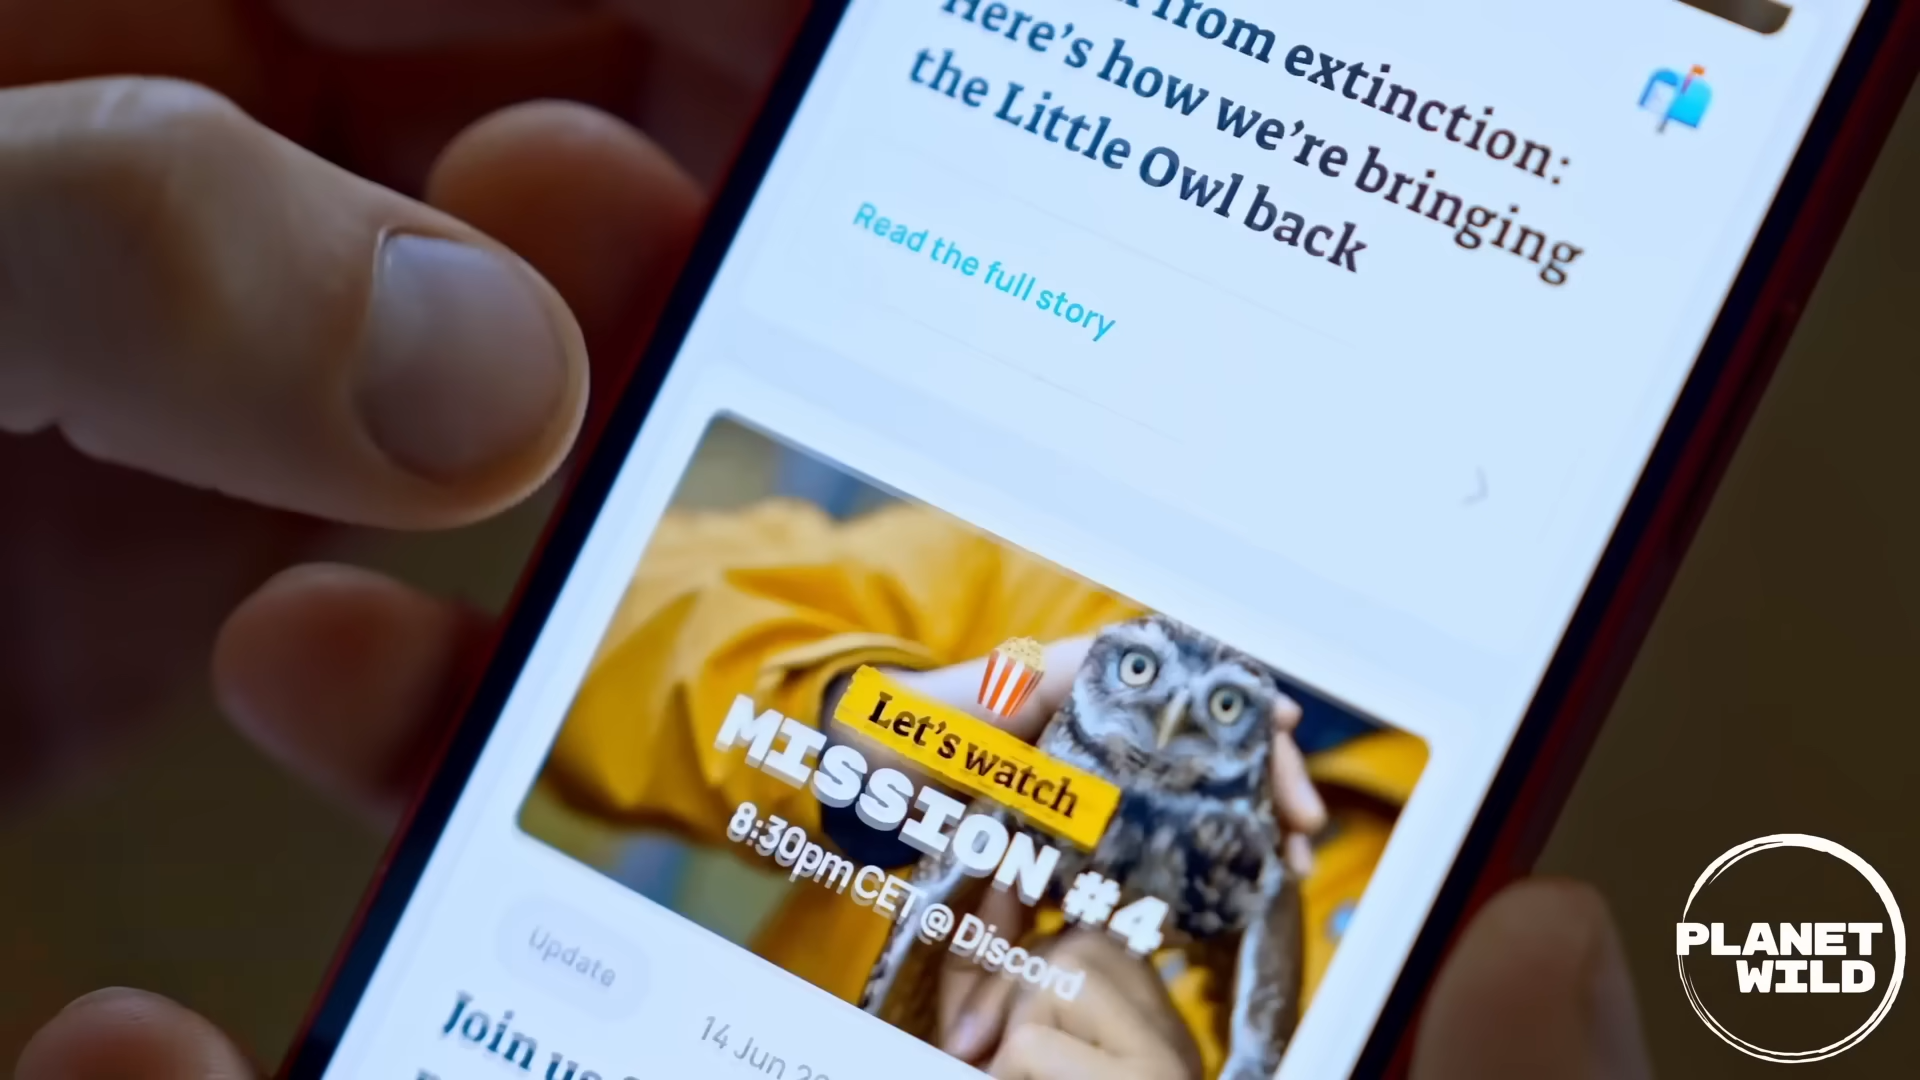 from extinction:
Here's how we're bringing
the Little Owl back
Read the full story
Let's watch
MISSION #4
8:30pm CET @ Discord
Update
14 Jun
Join us
PLANET
WILD